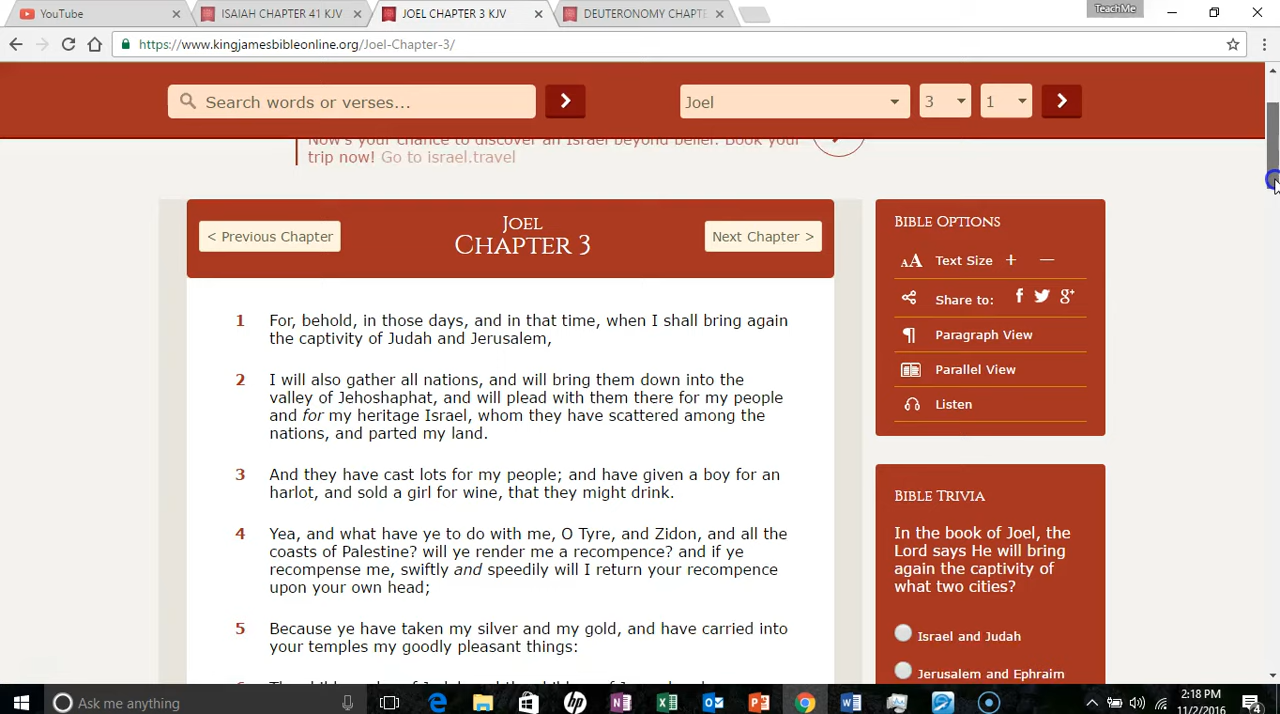 YouTube
ISAIAH CHAPTER 41 KJV
JOEL CHAPTER 3 KJV
DEUTERONOMY CHAPTE
TeachMe
https://www.kingjamesbibleonline.org/Joel-Chapter-3/
Search words or verses...
Joel
3
1
Now's your chance to discover an Israel beyond belief. Book your
trip now! Go to israel.travel
< Previous Chapter
JOEL
CHAPTER 3
Next Chapter >
1 For, behold, in those days, and in that time, when I shall bring again
the captivity of Judah and Jerusalem,
2 I will also gather all nations, and will bring them down into the
valley of Jehoshaphat, and will plead with them there for my people
and for my heritage Israel, whom they have scattered among the
nations, and parted my land.
3 And they have cast lots for my people; and have given a boy for an
harlot, and sold a girl for wine, that they might drink.
4 Yea, and what have ye to do with me, O Tyre, and Zidon, and all the
coasts of Palestine? will ye render me a recompence? and if ye
recompense me, swiftly and speedily will I return your recompence
upon your own head;
5 Because ye have taken my silver and my gold, and have carried into
your temples my goodly pleasant things:
BIBLE OPTIONS
AA Text Size + —
Share to: f g+
¶ Paragraph View
Parallel View
Listen
BIBLE TRIVIA
In the book of Joel, the
Lord says He will bring
again the captivity of
what two cities?
Israel and Judah
Jerusalem and Ephraim
Ask me anything
2:18 PM
11/2/2016
4